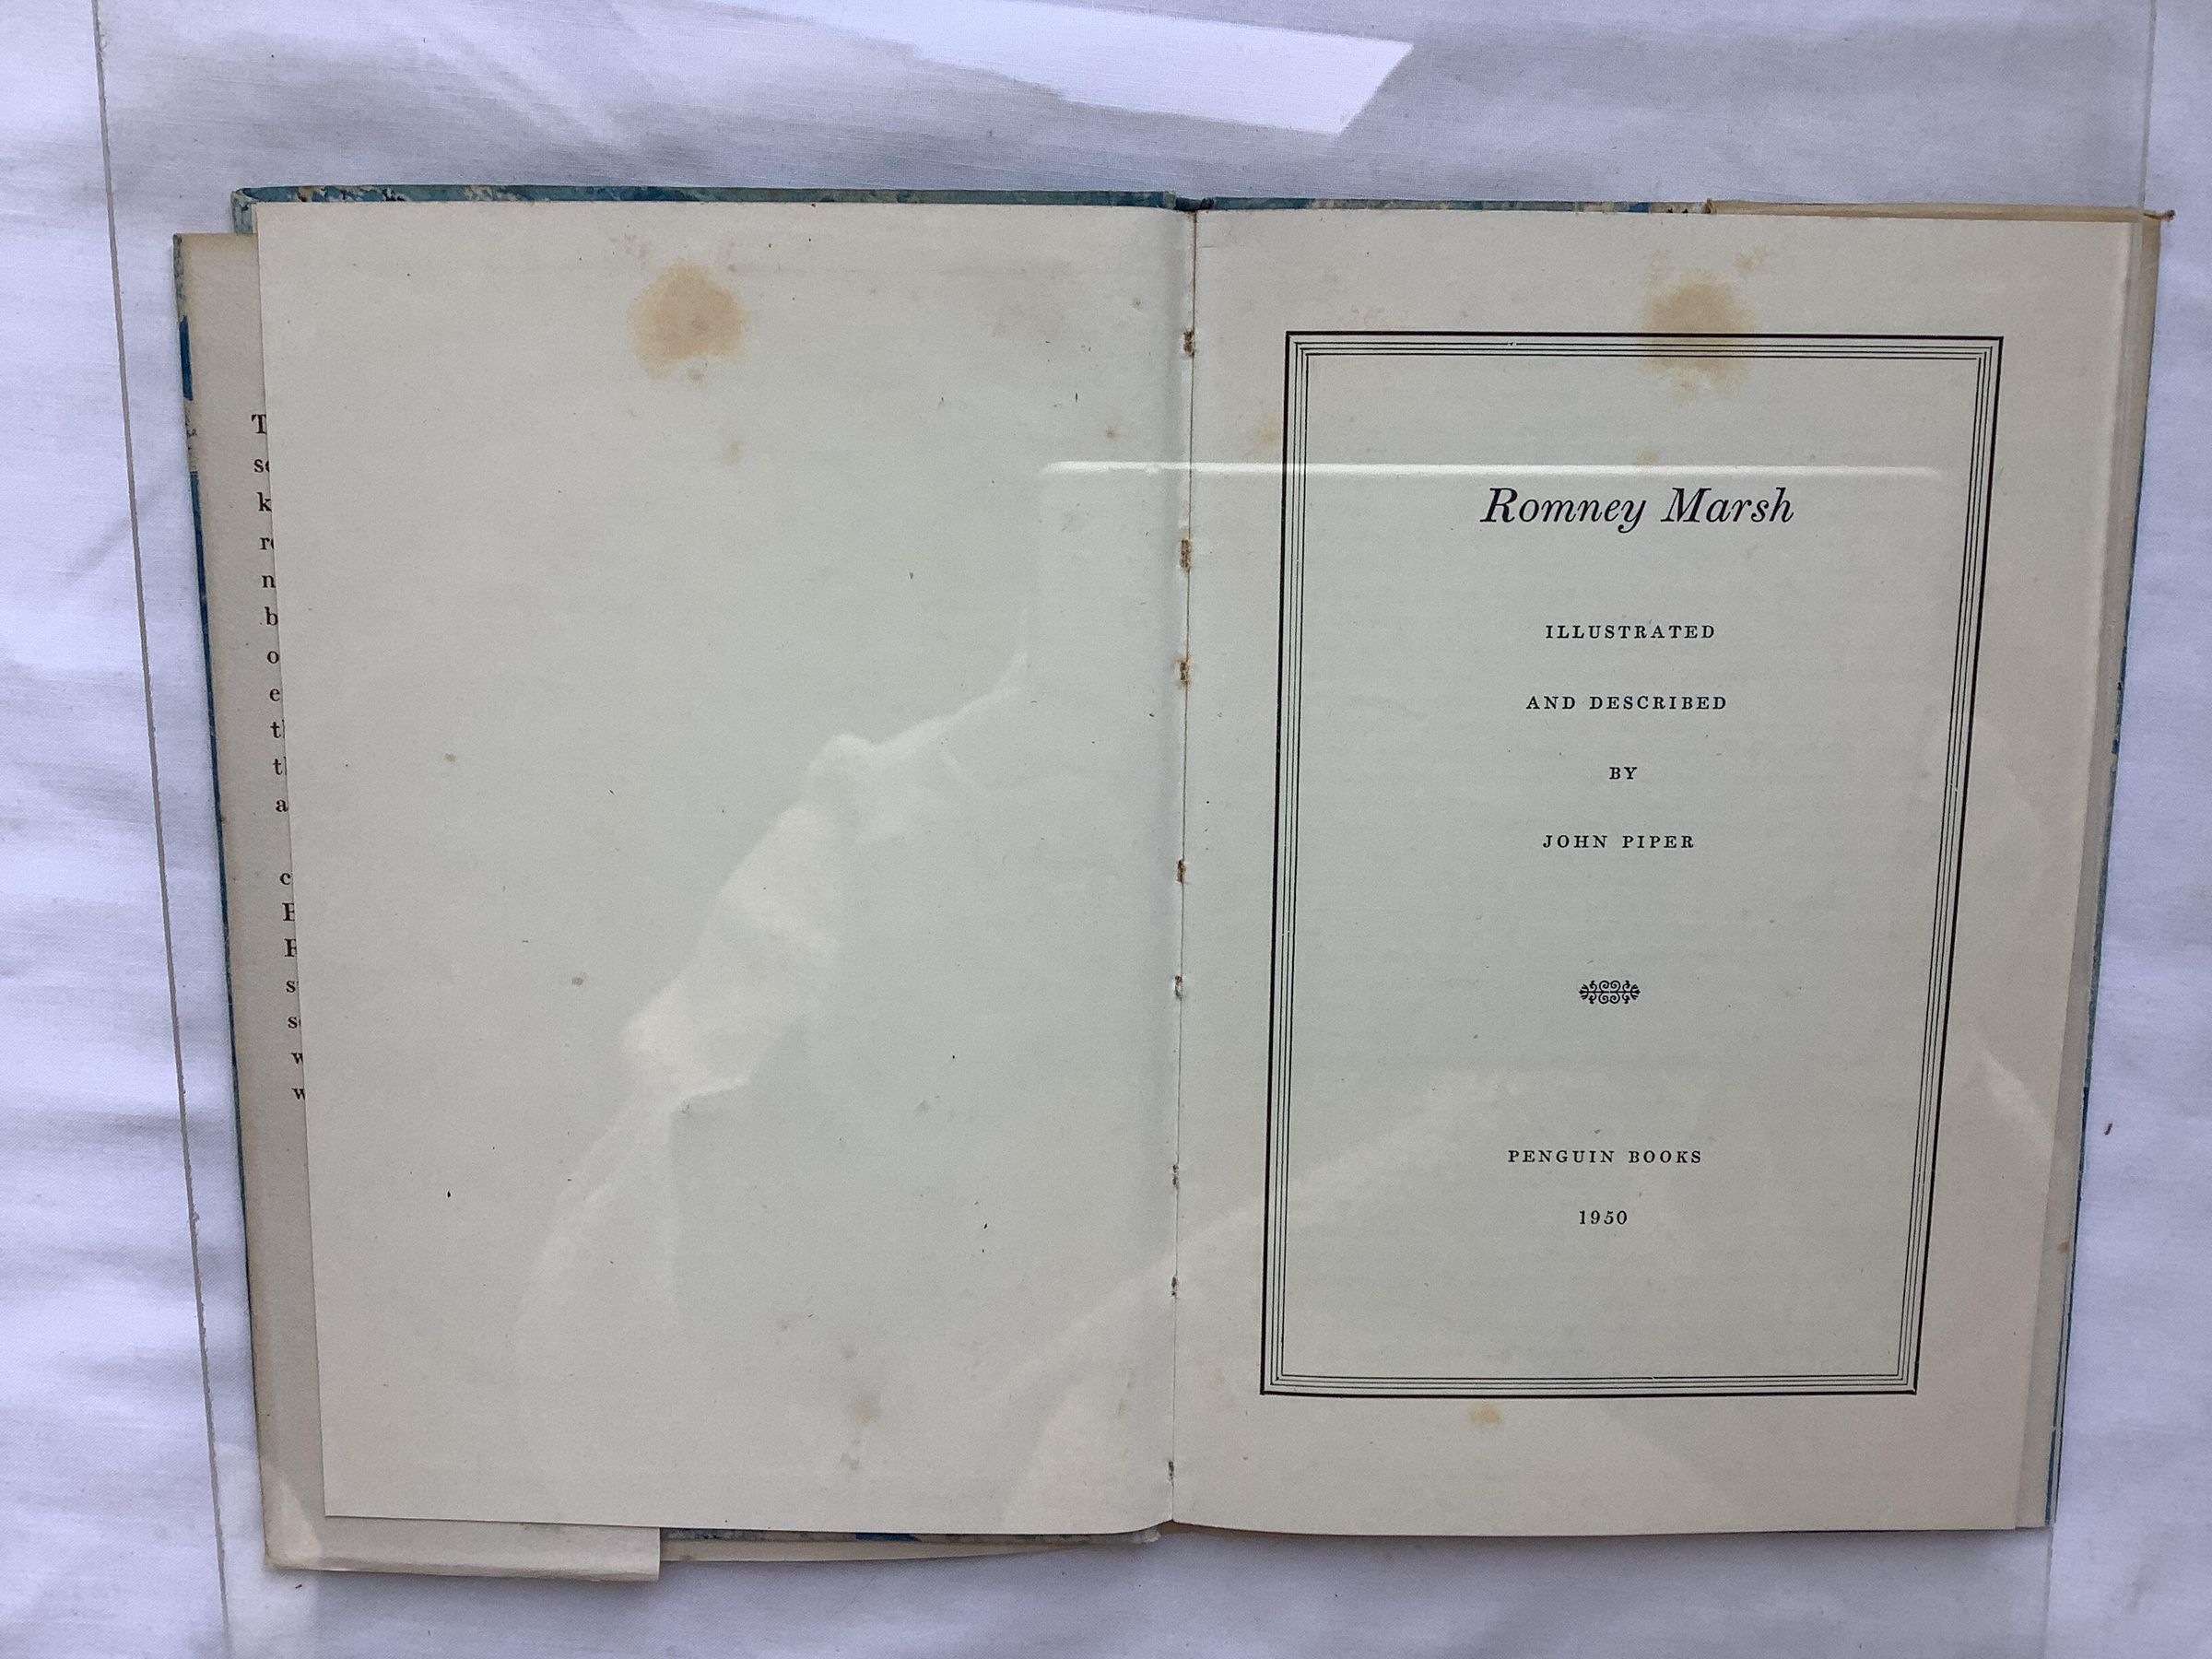 Romney Marsh
ILLUSTRATED
AND DESCRIBED
BY
JOHN PIPER
PENGUIN BOOKS
1950